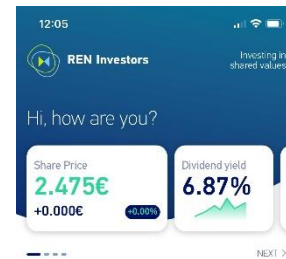 12:05
REN Investors
Investing in
shared values
Hi, how are you?
Share Price
2.475€
+0.000€
+0.00%
Dividend yield
6.87%
NEXT >